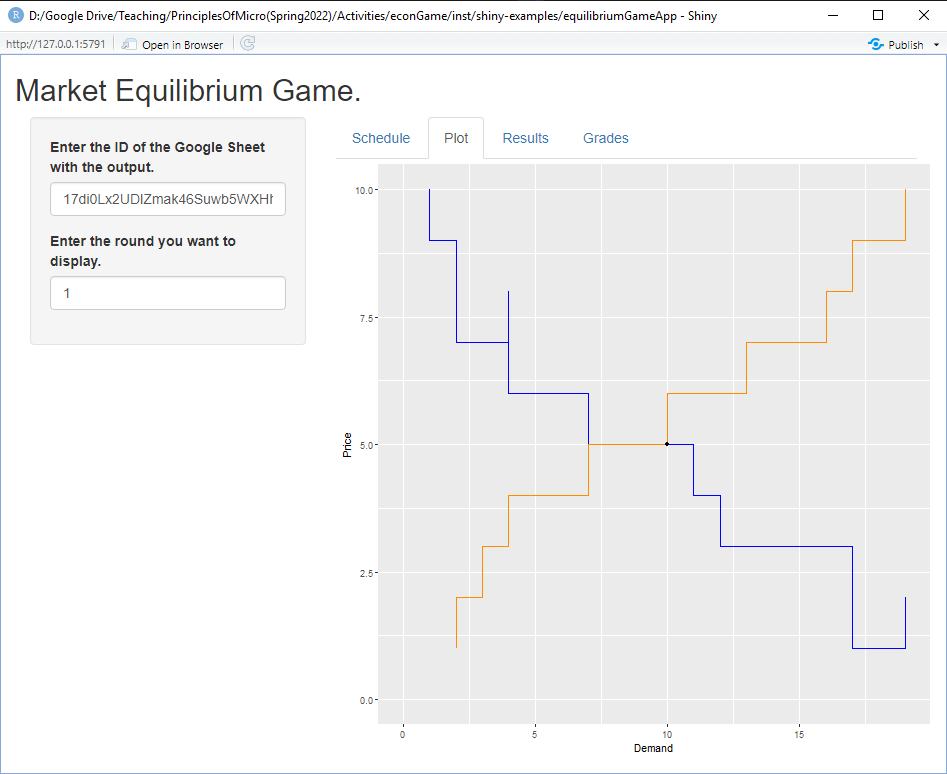 D:/Google Drive/Teaching/PrinciplesOfMicro(Spring2022)/Activities/econGame/inst/shiny-examples/equilibriumGameApp - Shiny
http://127.0.0.1:5791 Open in Browser Publish
Market Equilibrium Game.
Enter the ID of the Google Sheet
with the output.
17di0Lx2UDIZmak46Suwb5WXHI
Enter the round you want to
display.
1
Schedule Plot Results Grades
10.0
7.5
5.0
2.5
0.0
Price
0 5 10 15
Demand